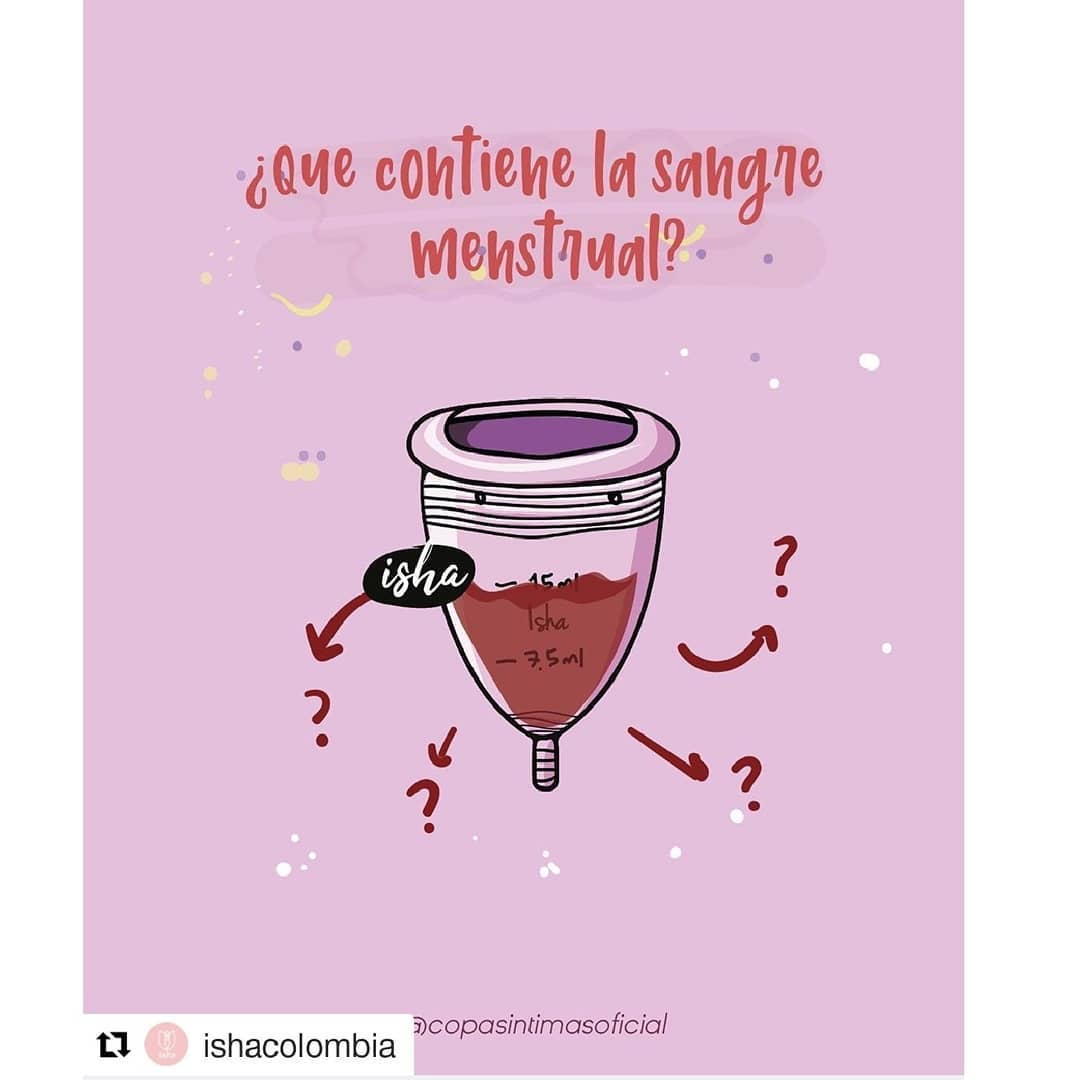 ¿Que contiene la sangre
menstrual?
isha
— 15ml
Isha
— 7.5ml
?
?
?
?
@copasintimasoficial
ishacolombia